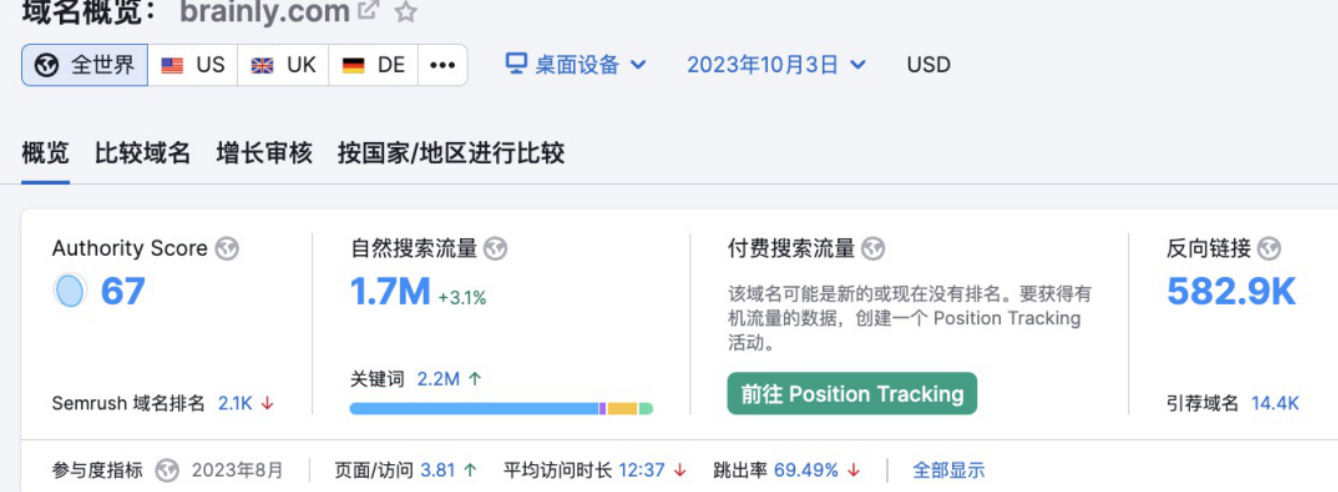 域名概览： brainly.com
全世界 US UK DE ••• 桌面设备 2023年10月3日 USD
概览 比较域名 增长审核 按国家/地区进行比较
Authority Score 自然搜索流量 付费搜索流量 反向链接
67 1.7M +3.1% 582.9K
该域名可能是新的或现在没有排名。要获得有
机流量的数据，创建一个 Position Tracking
活动。
关键词 2.2M ↑
前往 Position Tracking
Semrush 域名排名 2.1K ↓ 引荐域名 14.4K
参与度指标 2023年8月 页面/访问 3.81 ↑ 平均访问时长 12:37 ↓ 跳出率 69.49% ↓ 全部显示